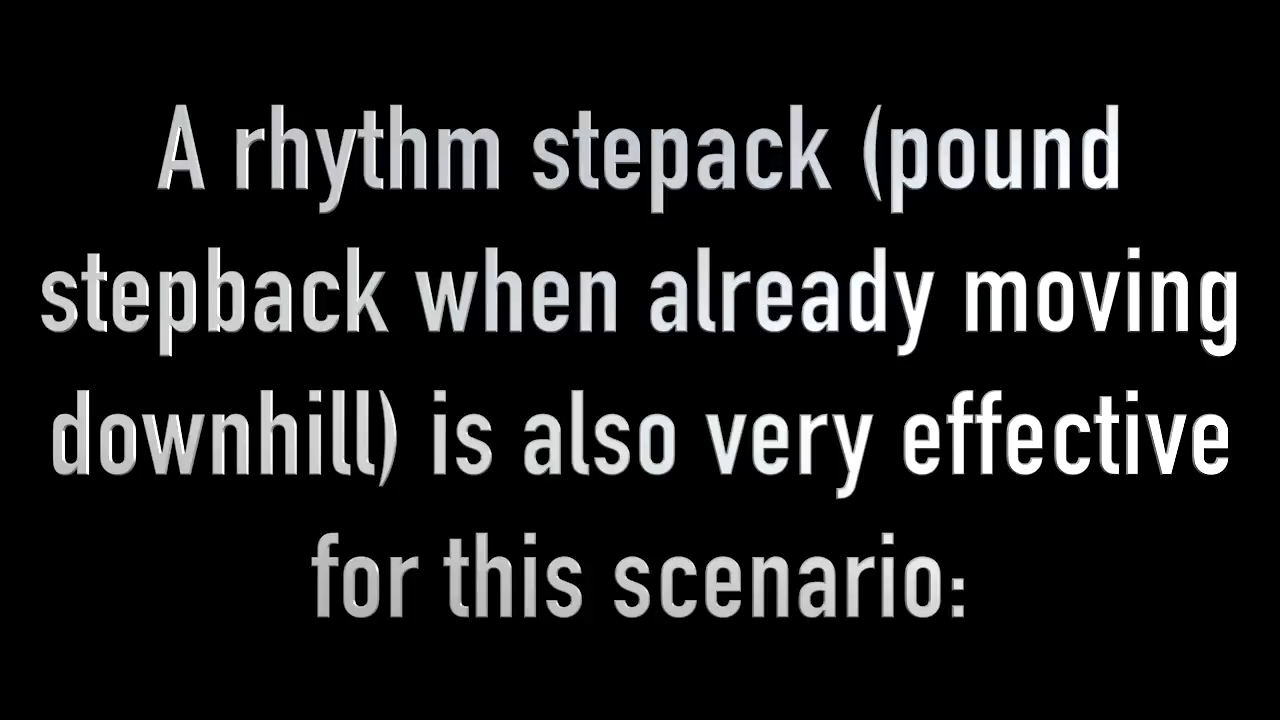 A rhythm stepack (pound
stepback when already moving
downhill) is also very effective
for this scenario: